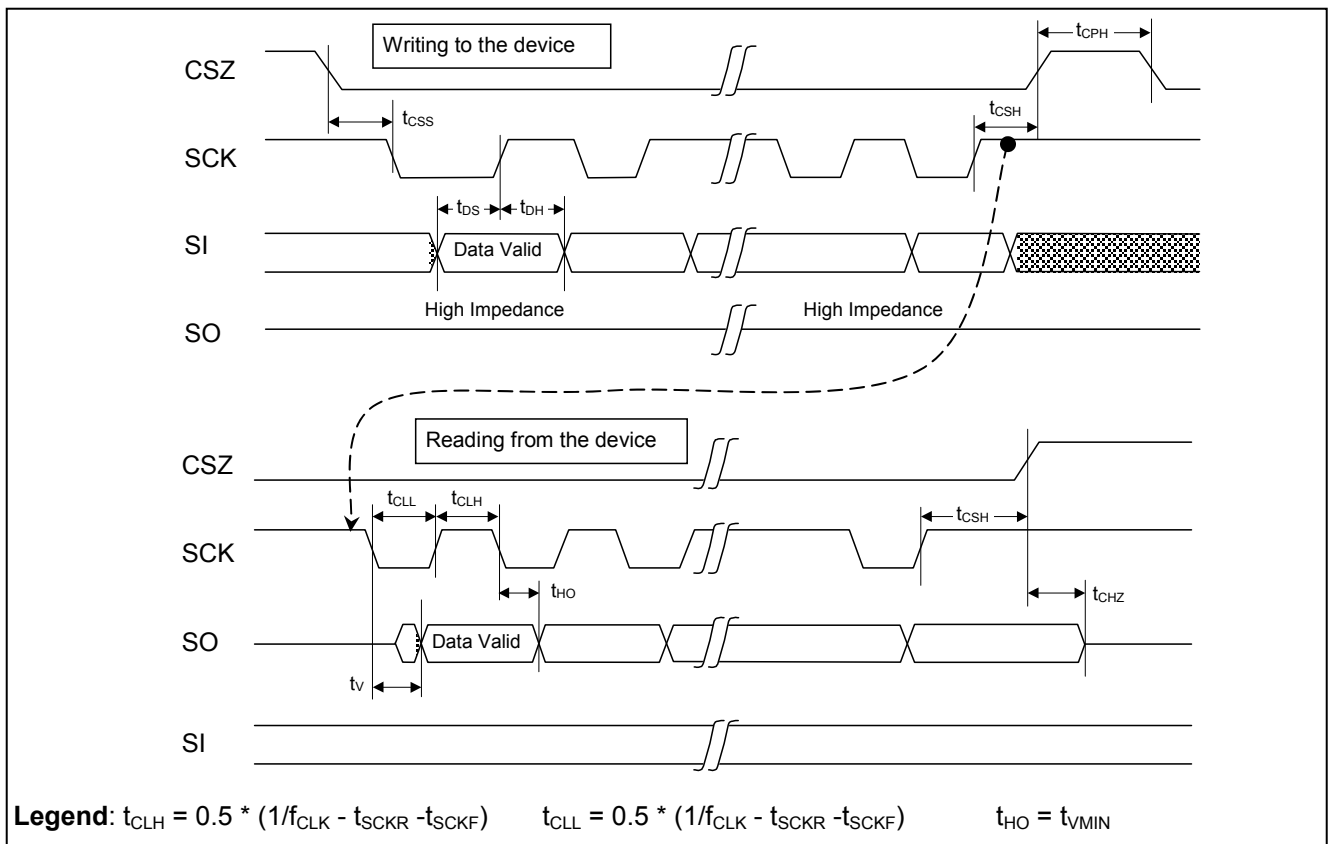 Writing to the device
tCPH
CSZ
tCSS
tCSH
SCK
tDS
tDH
SI
Data Valid
High Impedance
High Impedance
SO
Reading from the device
CSZ
tCLL
tCLH
tCSH
SCK
tHO
tCHZ
SO
Data Valid
tV
SI
Legend: tCLH = 0.5 * (1/fCLK - tSCKR -tSCKF) tCLL = 0.5 * (1/fCLK - tSCKR -tSCKF) tHO = tVMIN